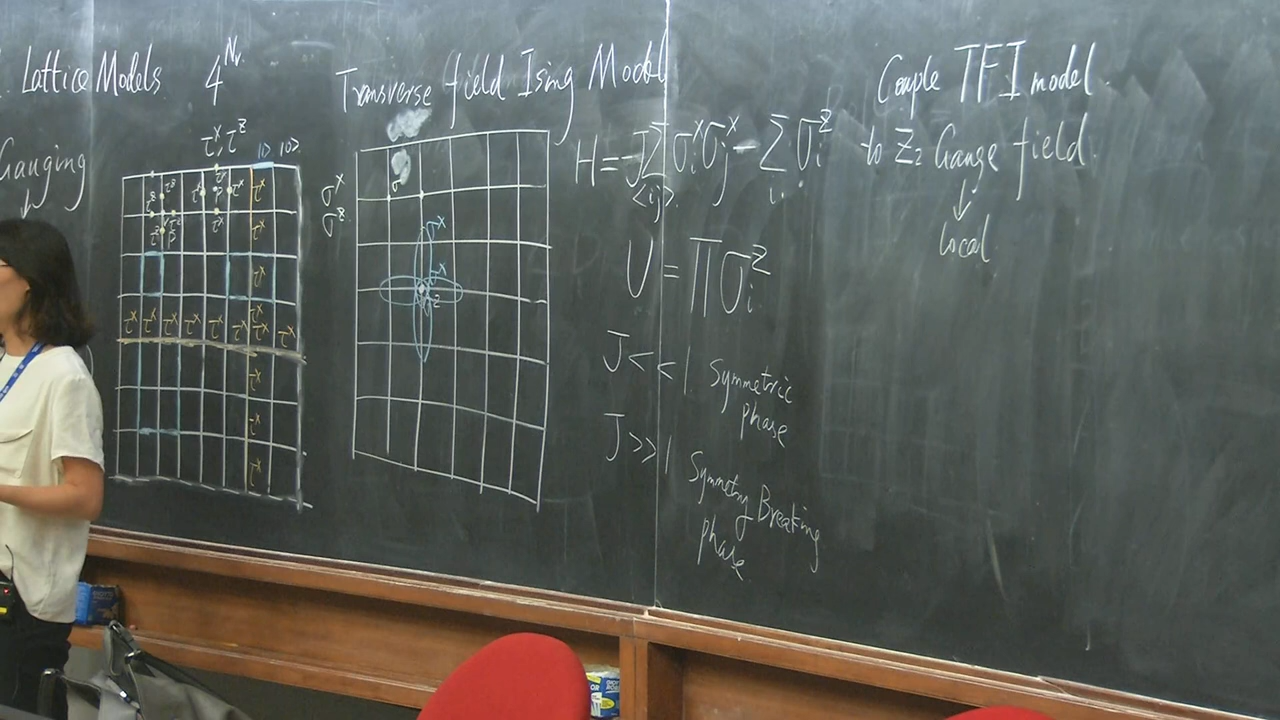 Lattice Models 4^{N_v}
Gauging
↓
τ^x, τ^z
|1⟩ |0⟩
τ^x τ^x τ^x
τ^x
τ^x
τ^x
τ^x τ^x τ^x τ^x τ^x τ^x τ^x τ^x τ^x
τ^x
τ^x
τ^x
Transverse field Ising Model
σ^x
σ^z
σ
σ^x
σ^x
H = -J Σ_{<ij>} σ_i^x σ_j^x - Σ_i σ_i^z
U = Π σ_i^z
J << 1 Symmetric
phase
J >> 1
Symmetry Breaking
phase
Couple TFI model
to Z_2 Gauge field.
↓
local